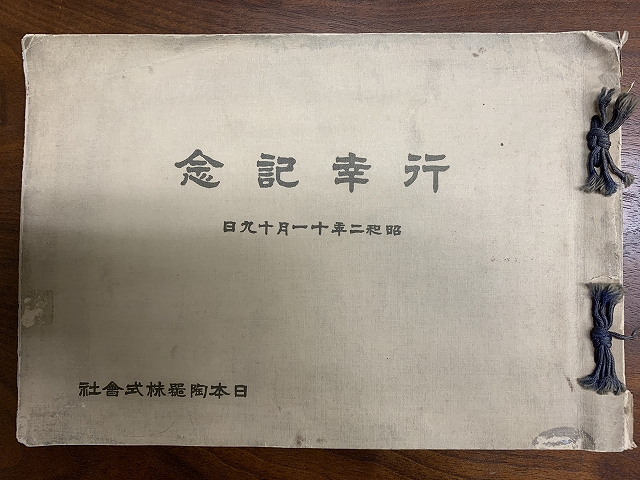 行幸記念
昭和二年十一月十九日
日本陶器株式會社